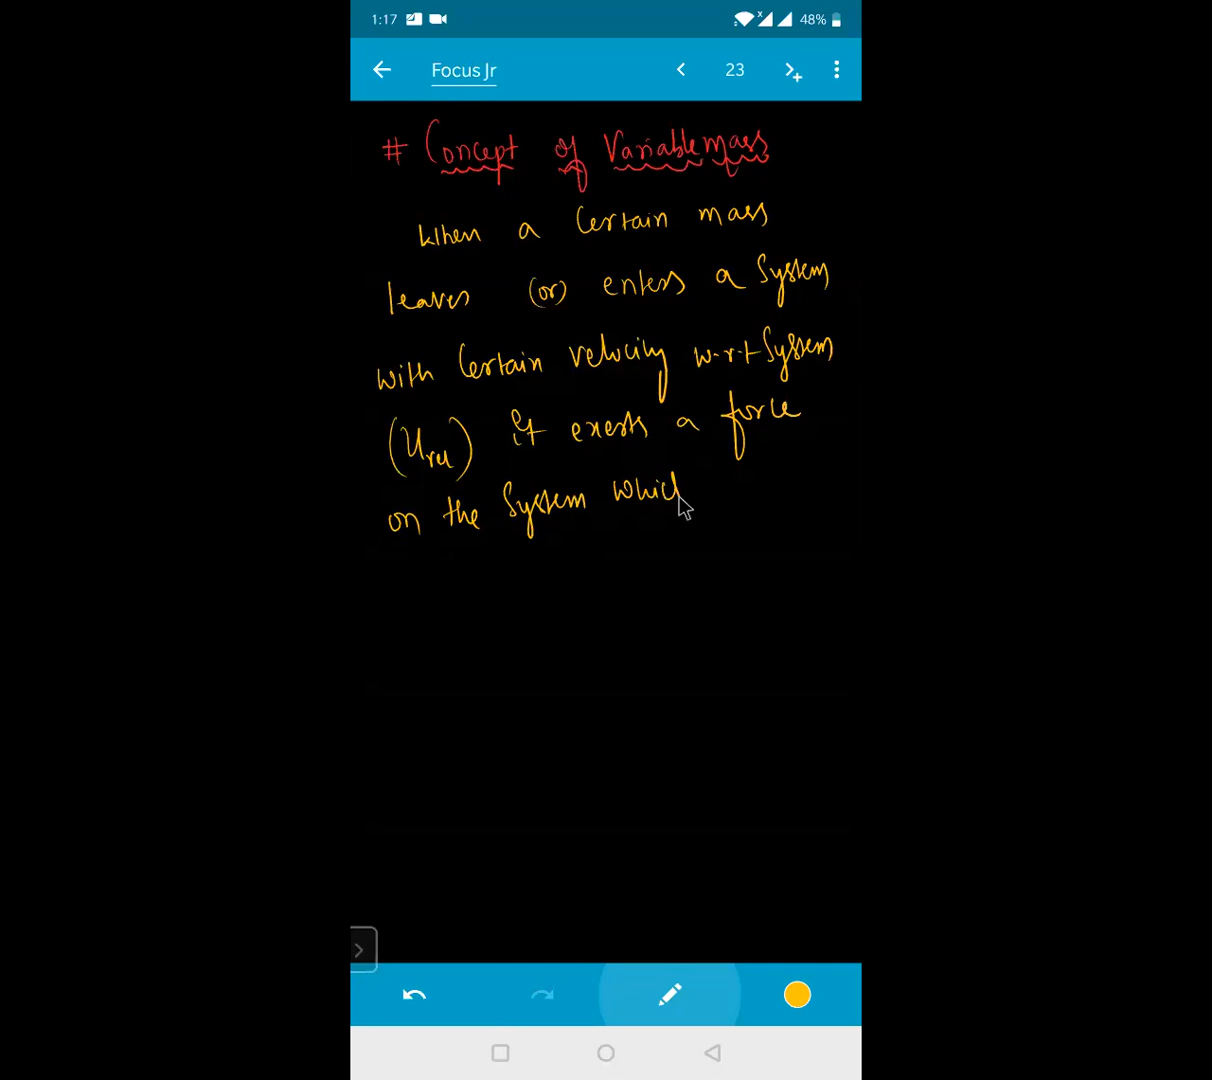 1:17 48%
Focus Jr 23
# Concept of Variable mass
When a Certain mass
leaves (or) enters a System
with Certain velocity w.r.t System
(Urel) it exerts a force
on the System which